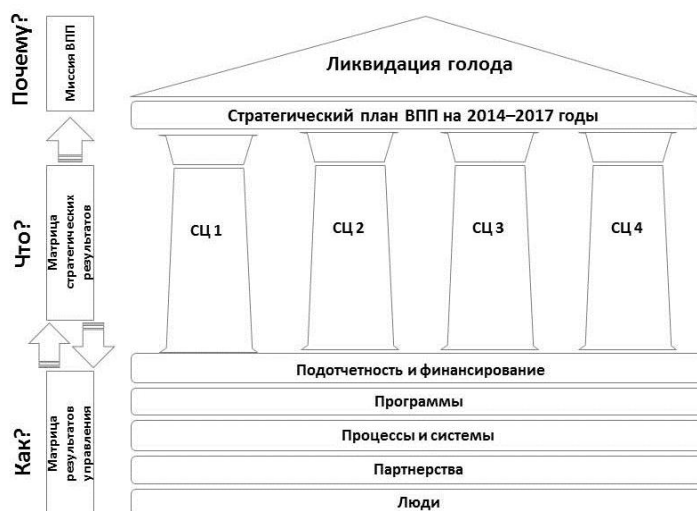 Почему?
Миссия ВПП
Ликвидация голода
Стратегический план ВПП на 2014–2017 годы
Что?
Матрица
стратегических
результатов
СЦ 1
СЦ 2
СЦ 3
СЦ 4
Как?
Матрица
результатов
управления
Подотчетность и финансирование
Программы
Процессы и системы
Партнерства
Люди